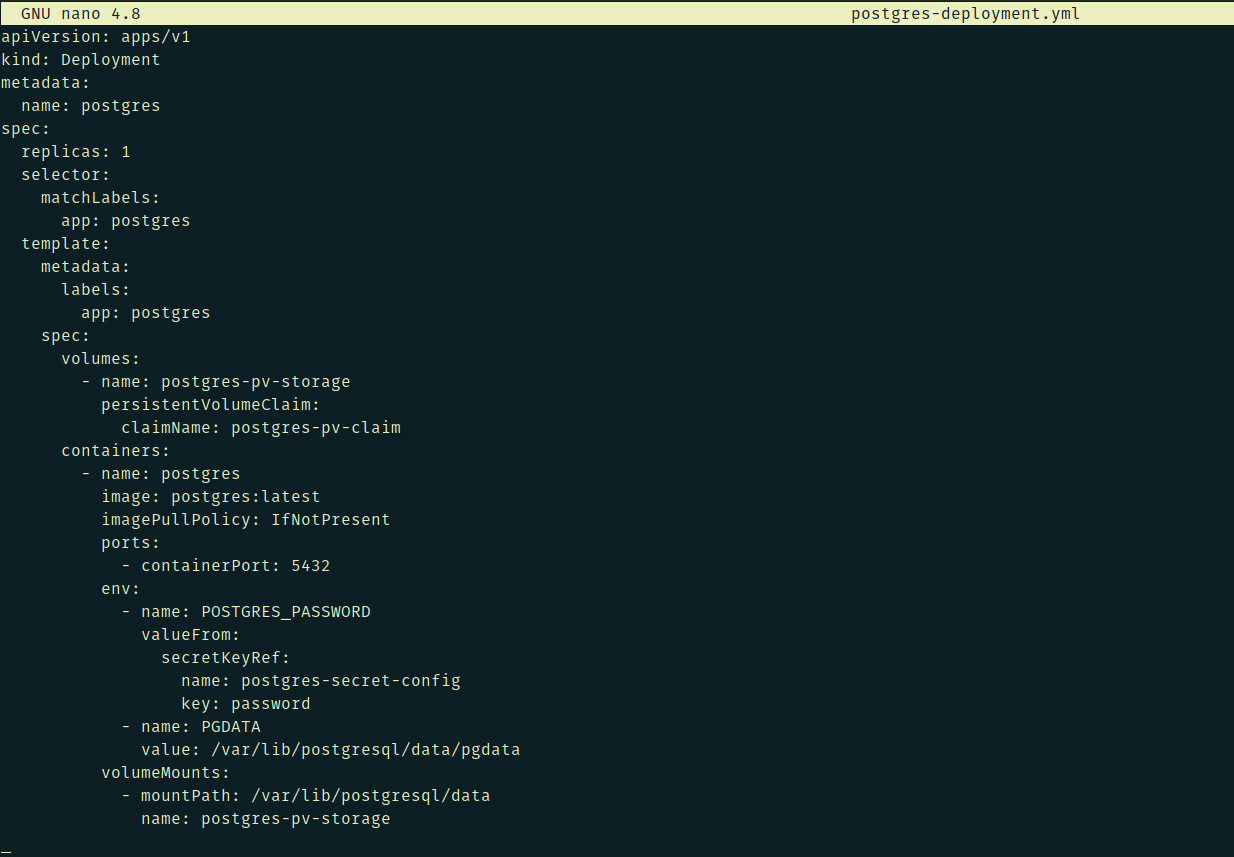 GNU nano 4.8 postgres-deployment.yml
apiVersion: apps/v1
kind: Deployment
metadata:
  name: postgres
spec:
  replicas: 1
  selector:
    matchLabels:
      app: postgres
  template:
    metadata:
      labels:
        app: postgres
    spec:
      volumes:
        - name: postgres-pv-storage
          persistentVolumeClaim:
            claimName: postgres-pv-claim
      containers:
        - name: postgres
          image: postgres:latest
          imagePullPolicy: IfNotPresent
          ports:
            - containerPort: 5432
          env:
            - name: POSTGRES_PASSWORD
              valueFrom:
                secretKeyRef:
                  name: postgres-secret-config
                  key: password
            - name: PGDATA
              value: /var/lib/postgresql/data/pgdata
          volumeMounts:
            - mountPath: /var/lib/postgresql/data
              name: postgres-pv-storage